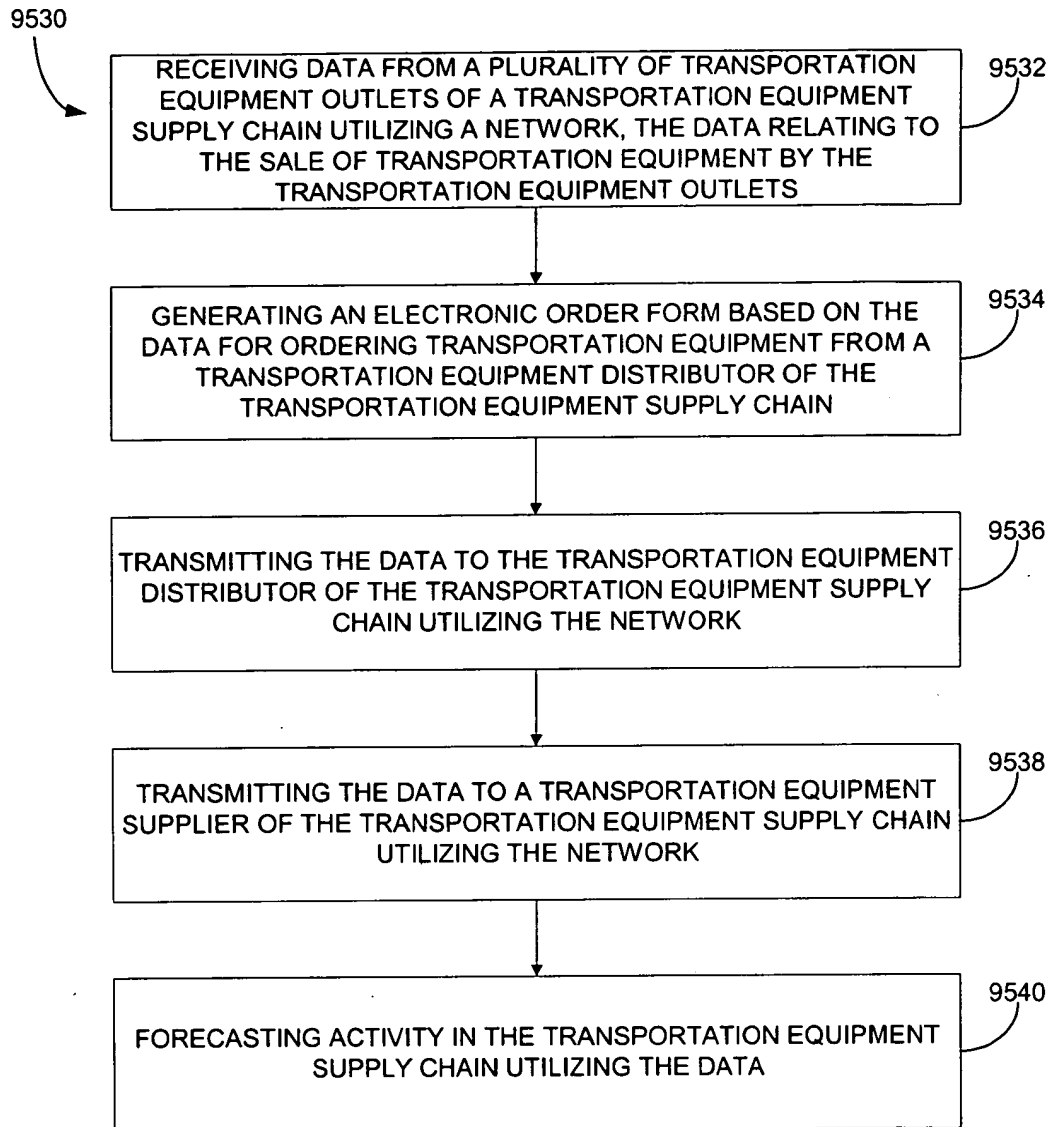 9530
RECEIVING DATA FROM A PLURALITY OF TRANSPORTATION
EQUIPMENT OUTLETS OF A TRANSPORTATION EQUIPMENT
SUPPLY CHAIN UTILIZING A NETWORK, THE DATA RELATING TO
THE SALE OF TRANSPORTATION EQUIPMENT BY THE
TRANSPORTATION EQUIPMENT OUTLETS
9532
GENERATING AN ELECTRONIC ORDER FORM BASED ON THE
DATA FOR ORDERING TRANSPORTATION EQUIPMENT FROM A
TRANSPORTATION EQUIPMENT DISTRIBUTOR OF THE
TRANSPORTATION EQUIPMENT SUPPLY CHAIN
9534
TRANSMITTING THE DATA TO THE TRANSPORTATION EQUIPMENT
DISTRIBUTOR OF THE TRANSPORTATION EQUIPMENT SUPPLY
CHAIN UTILIZING THE NETWORK
9536
TRANSMITTING THE DATA TO A TRANSPORTATION EQUIPMENT
SUPPLIER OF THE TRANSPORTATION EQUIPMENT SUPPLY CHAIN
UTILIZING THE NETWORK
9538
FORECASTING ACTIVITY IN THE TRANSPORTATION EQUIPMENT
SUPPLY CHAIN UTILIZING THE DATA
9540